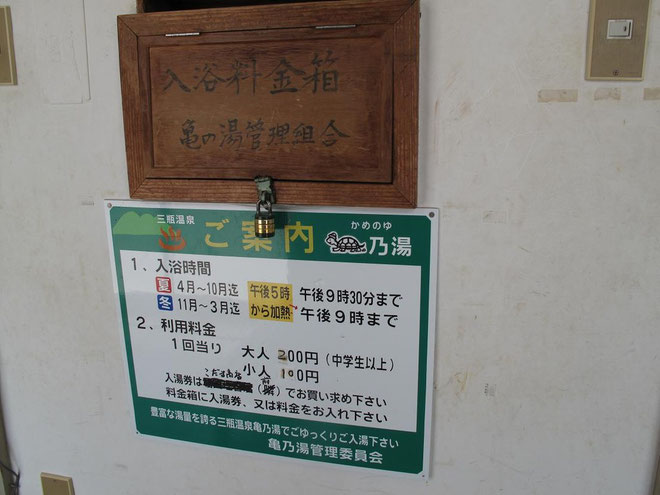 入浴料金箱
亀の湯管理組合
三瓶温泉
ご案内
かめのゆ
乃湯
1、入浴時間
夏 4月〜10月迄 午後5時 午後9時30分まで
冬 11月〜3月迄 から加熱 午後9時まで
2、利用料金
1回当り 大人 200円(中学生以上)
小人 100円
入湯券は こだま商店 (前)でお買い求め下さい
料金箱に入湯券、又は料金をお入れ下さい
豊富な湯量を誇る三瓶温泉亀乃湯でごゆっくりご入湯下さい
亀乃湯管理委員会